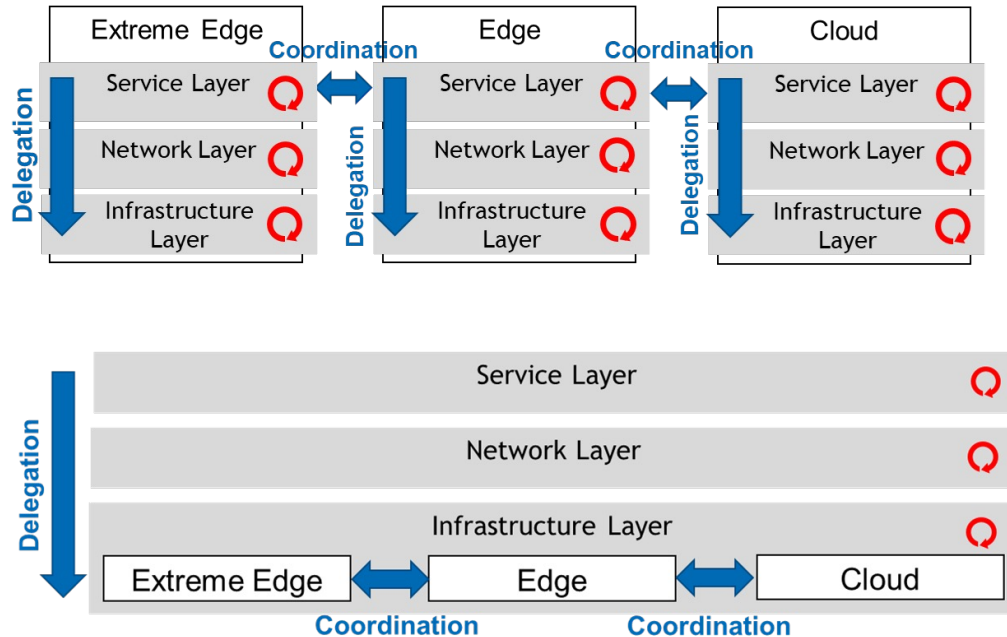 Extreme Edge
Coordination
Edge
Coordination
Cloud
Delegation
Service Layer
Network Layer
Infrastructure
Layer
Delegation
Service Layer
Network Layer
Infrastructure
Layer
Delegation
Service Layer
Network Layer
Infrastructure
Layer
Delegation
Service Layer
Network Layer
Infrastructure Layer
Extreme Edge
Edge
Cloud
Coordination
Coordination